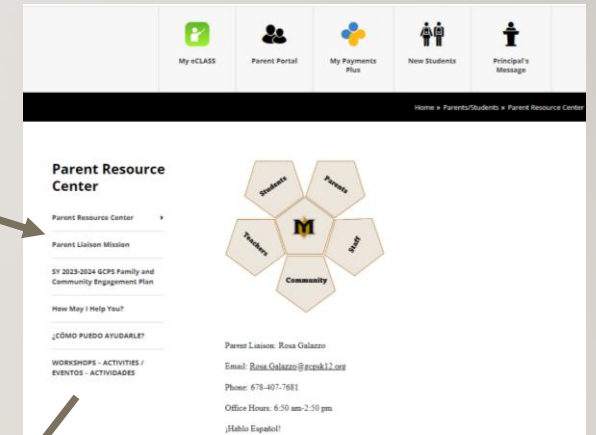 My eCLASS
Parent Portal
My Payments
Plus
New Students
Principal's
Message
Home » Parents/Students » Parent Resource Center
Parent Resource
Center
Parent Resource Center
Parent Liaison Mission
SY 2023-2024 GCPS Family and
Community Engagement Plan
How May I Help You?
¿CÓMO PUEDO AYUDARLE?
WORKSHOPS - ACTIVITIES /
EVENTOS - ACTIVIDADES
Students
Parents
Teachers
M
Staff
Community
Parent Liaison: Rosa Galazzo
Email: Rosa.Galazzo@gcpsk12.org
Phone: 678-407-7681
Office Hours: 6:50 am-2:50 pm
¡Hablo Español!